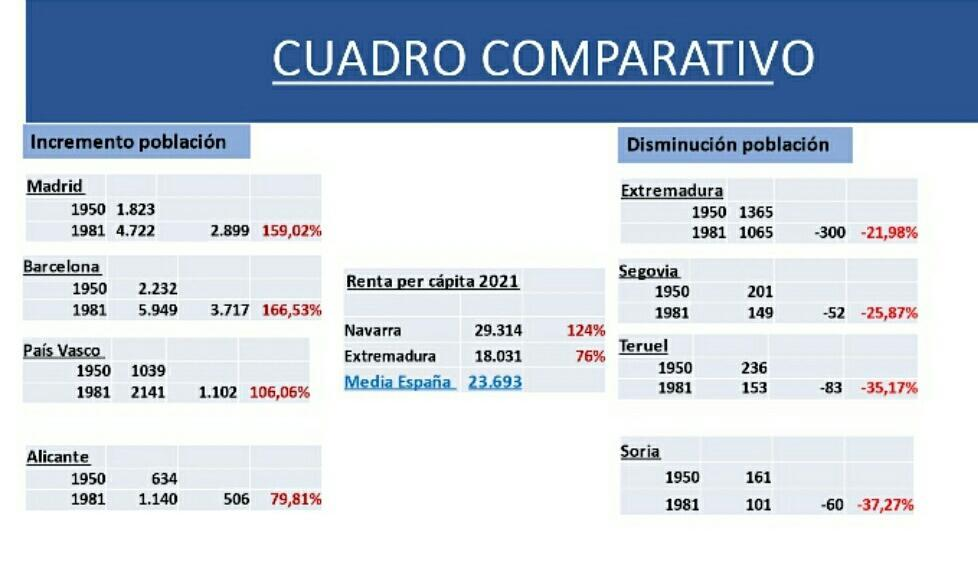 CUADRO COMPARATIVO
Incremento población
Madrid
1950 1.823
1981 4.722 2.899 159,02%
Barcelona
1950 2.232
1981 5.949 3.717 166,53%
País Vasco
1950 1039
1981 2141 1.102 106,06%
Alicante
1950 634
1981 1.140 506 79,81%
Renta per cápita 2021
Navarra 29.314 124%
Extremadura 18.031 76%
Media España 23.693
Disminución población
Extremadura
1950 1365
1981 1065 -300 -21,98%
Segovia
1950 201
1981 149 -52 -25,87%
Teruel
1950 236
1981 153 -83 -35,17%
Soria
1950 161
1981 101 -60 -37,27%